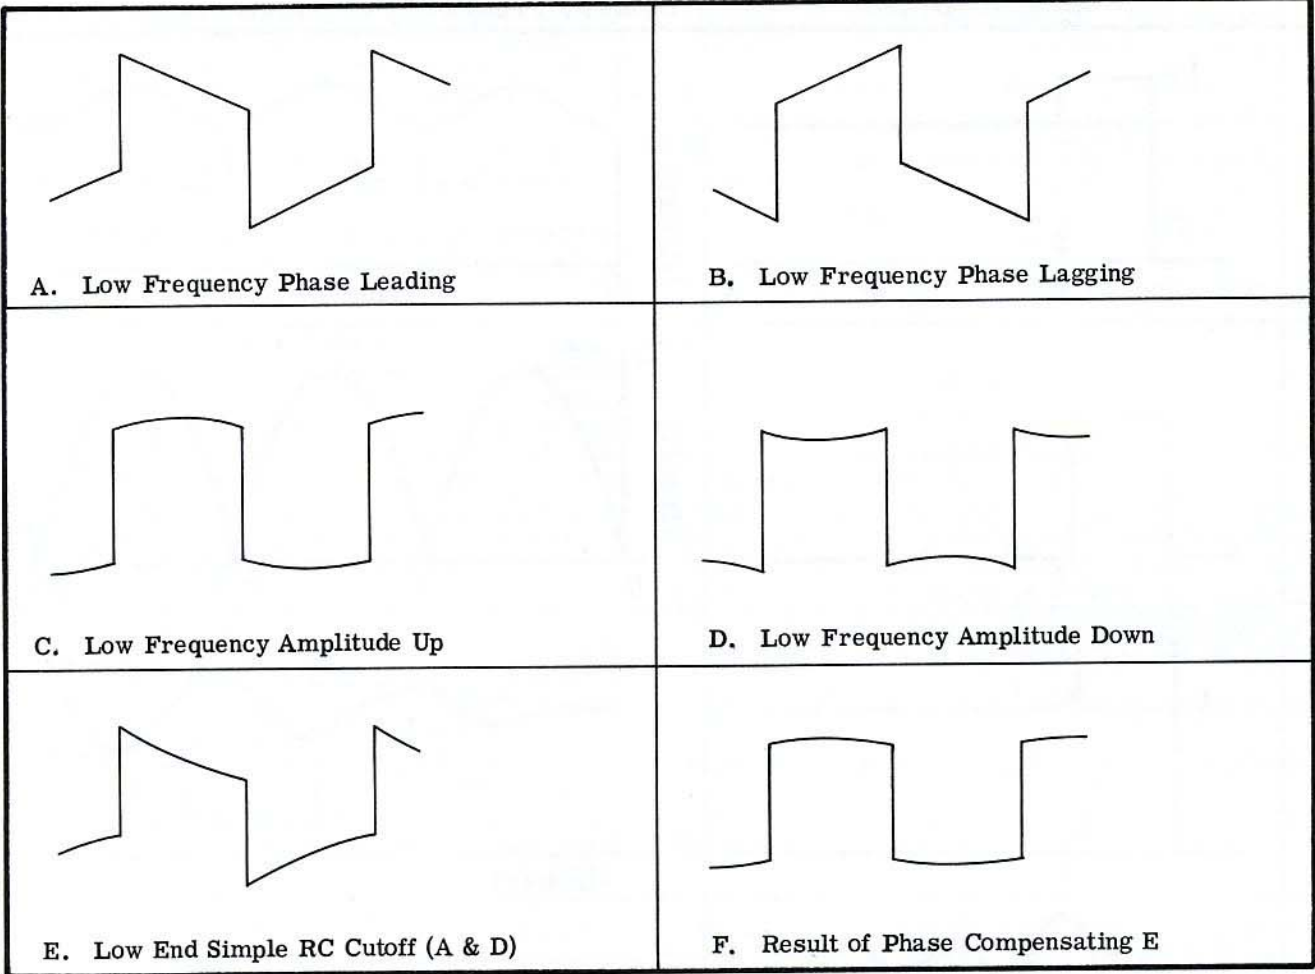 A. Low Frequency Phase Leading
B. Low Frequency Phase Lagging
C. Low Frequency Amplitude Up
D. Low Frequency Amplitude Down
E. Low End Simple RC Cutoff (A & D)
F. Result of Phase Compensating E